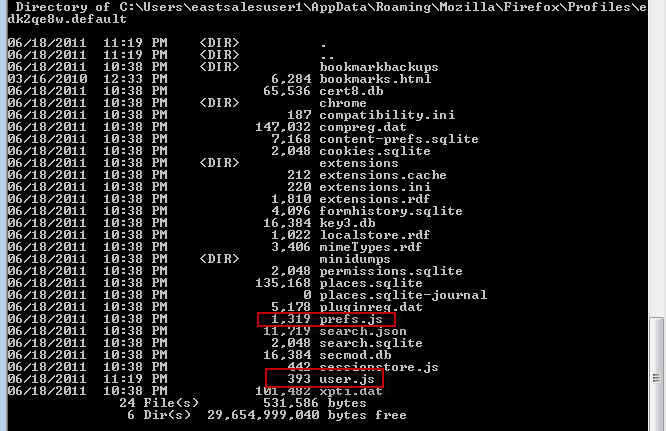 Directory of C:\Users\eastsalesuser1\AppData\Roaming\Mozilla\Firefox\Profiles\e
dk2qe8w.default
06/18/2011  11:19 PM    <DIR>          .
06/18/2011  11:19 PM    <DIR>          ..
06/18/2011  10:38 PM    <DIR>          bookmarkbackups
03/16/2010  12:33 PM             6,284 bookmarks.html
06/18/2011  10:38 PM            65,536 cert8.db
06/18/2011  10:38 PM    <DIR>          chrome
06/18/2011  10:38 PM               187 compatibility.ini
06/18/2011  10:38 PM           147,032 compreg.dat
06/18/2011  10:38 PM             7,168 content-prefs.sqlite
06/18/2011  10:38 PM             2,048 cookies.sqlite
06/18/2011  10:38 PM    <DIR>          extensions
06/18/2011  10:38 PM               212 extensions.cache
06/18/2011  10:38 PM               220 extensions.ini
06/18/2011  10:38 PM             1,810 extensions.rdf
06/18/2011  10:38 PM             4,096 formhistory.sqlite
06/18/2011  10:38 PM            16,384 key3.db
06/18/2011  10:38 PM             1,022 localstore.rdf
06/18/2011  10:38 PM             3,406 mimeTypes.rdf
06/18/2011  10:38 PM    <DIR>          minidumps
06/18/2011  10:38 PM             2,048 permissions.sqlite
06/18/2011  10:38 PM           135,168 places.sqlite
06/18/2011  10:38 PM                 0 places.sqlite-journal
06/18/2011  10:38 PM             5,178 pluginreg.dat
06/18/2011  10:38 PM             1,319 prefs.js
06/18/2011  10:38 PM            11,719 search.json
06/18/2011  10:38 PM             2,048 search.sqlite
06/18/2011  10:38 PM            16,384 secmod.db
06/18/2011  10:38 PM               442 sessionstore.js
06/18/2011  11:19 PM               393 user.js
06/18/2011  10:38 PM           101,482 xpti.dat
24 File(s)        531,586 bytes
6 Dir(s)  29,654,999,040 bytes free